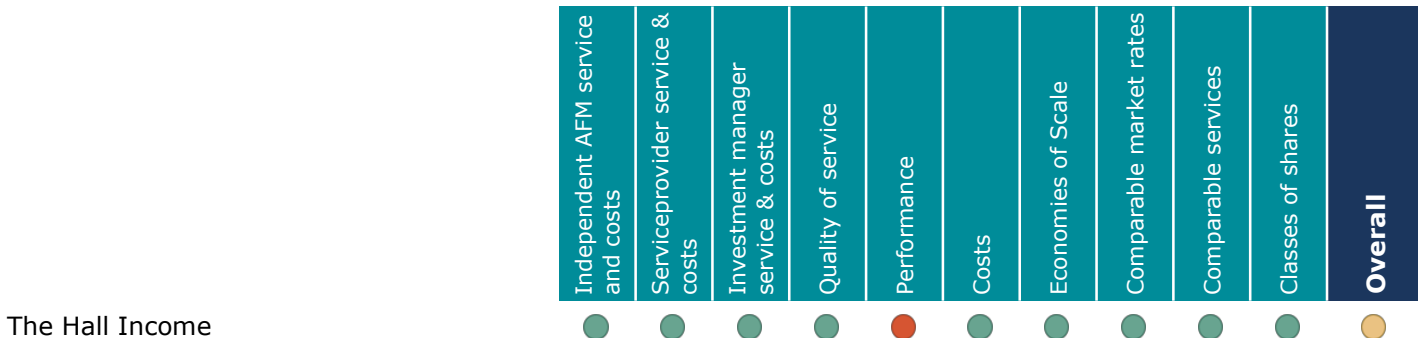 Independent AFM service
and costs
Serviceprovider service &
costs
Investment manager
service & costs
Quality of service
Performance
Costs
Economies of Scale
Comparable market rates
Comparable services
Classes of shares
Overall
The Hall Income